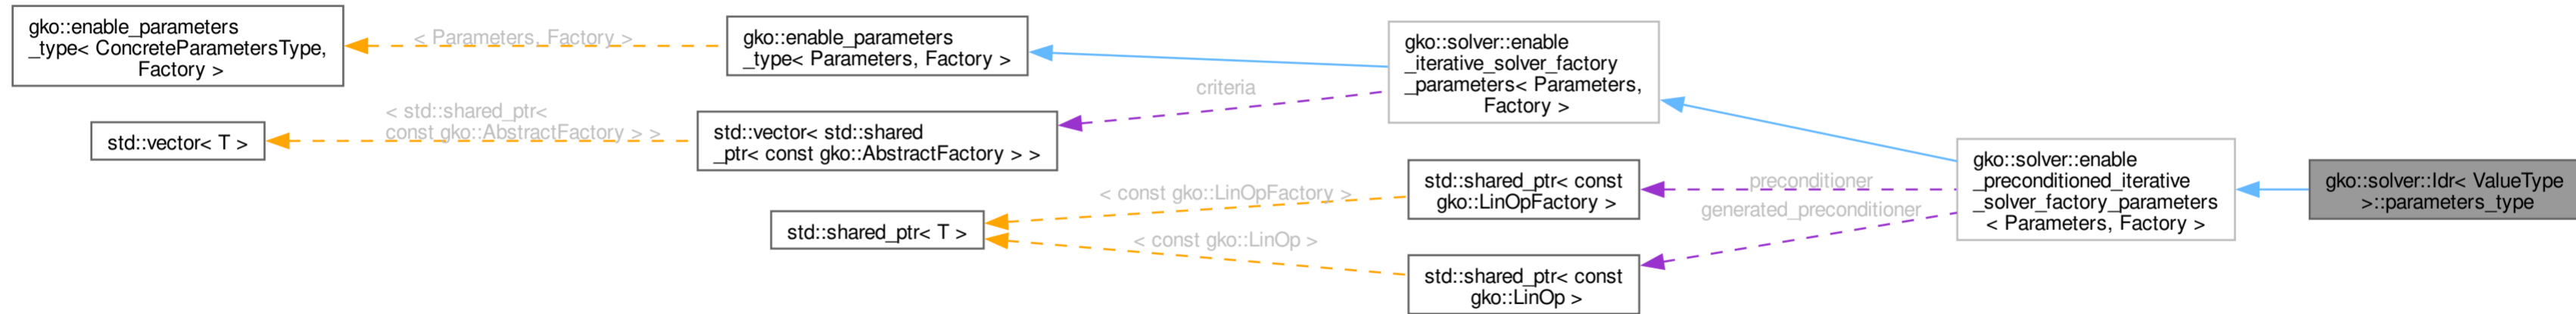 gko::enable_parameters
_type< ConcreteParametersType,
Factory >
< Parameters, Factory >
gko::enable_parameters
_type< Parameters, Factory >
gko::solver::enable
_iterative_solver_factory
_parameters< Parameters,
Factory >
criteria
std::vector< T >
< std::shared_ptr<
const gko::AbstractFactory > >
std::vector< std::shared
_ptr< const gko::AbstractFactory > >
gko::solver::enable
_preconditioned_iterative
_solver_factory_parameters
< Parameters, Factory >
gko::solver::Idr< ValueType
>::parameters_type
std::shared_ptr< T >
< const gko::LinOpFactory >
std::shared_ptr< const
gko::LinOpFactory >
preconditioner
generated_preconditioner
< const gko::LinOp >
std::shared_ptr< const
gko::LinOp >